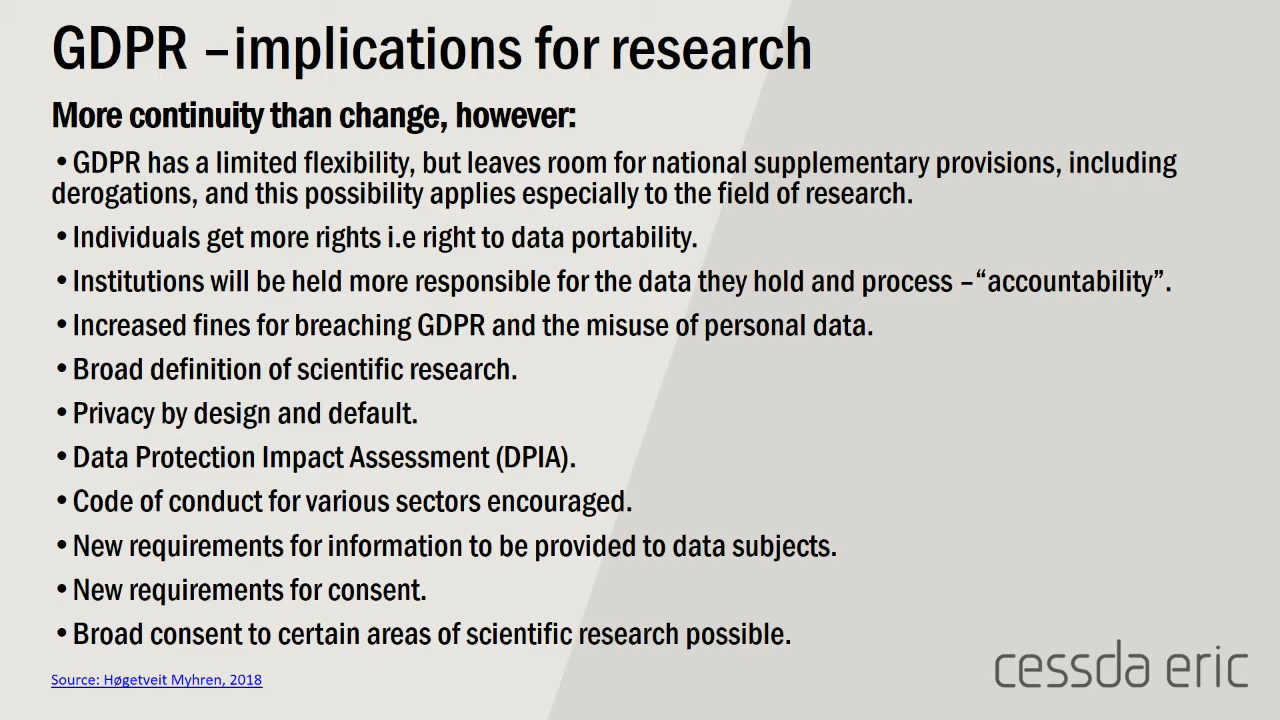 GDPR –implications for research
More continuity than change, however:
• GDPR has a limited flexibility, but leaves room for national supplementary provisions, including
derogations, and this possibility applies especially to the field of research.
• Individuals get more rights i.e right to data portability.
• Institutions will be held more responsible for the data they hold and process –“accountability”.
• Increased fines for breaching GDPR and the misuse of personal data.
• Broad definition of scientific research.
• Privacy by design and default.
• Data Protection Impact Assessment (DPIA).
• Code of conduct for various sectors encouraged.
• New requirements for information to be provided to data subjects.
• New requirements for consent.
• Broad consent to certain areas of scientific research possible.
Source: Høgetveit Myhren, 2018
cessda eric